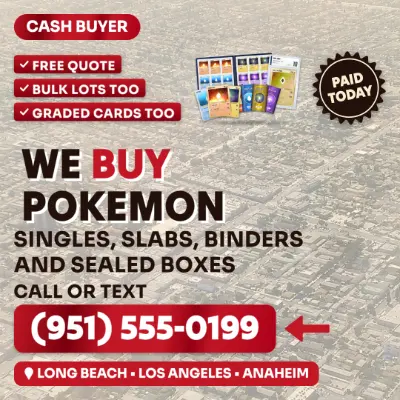 CASH BUYER
✓ FREE QUOTE
✓ BULK LOTS TOO
✓ GRADED CARDS TOO
PAID
TODAY
WE BUY
POKEMON
SINGLES, SLABS, BINDERS
AND SEALED BOXES
CALL OR TEXT
(951) 555-0199
LONG BEACH • LOS ANGELES • ANAHEIM